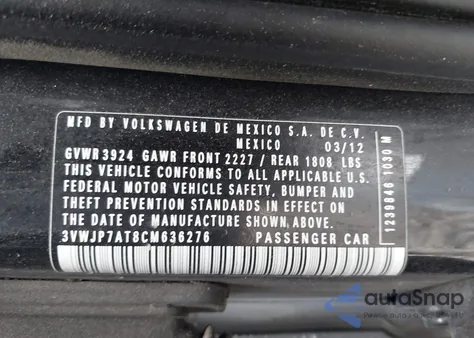 MFD BY VOLKSWAGEN DE MEXICO S.A. DE C.V.
MEXICO 03/12
GVWR 3924 GAWR FRONT 2227 / REAR 1808 LBS
THIS VEHICLE CONFORMS TO ALL APPLICABLE U.S.
FEDERAL MOTOR VEHICLE SAFETY, BUMPER AND
THEFT PREVENTION STANDARDS IN EFFECT ON
THE DATE OF MANUFACTURE SHOWN ABOVE.
3VWJP7AT8CM636276 PASSENGER CAR
1239846 1030 M
autoSnap